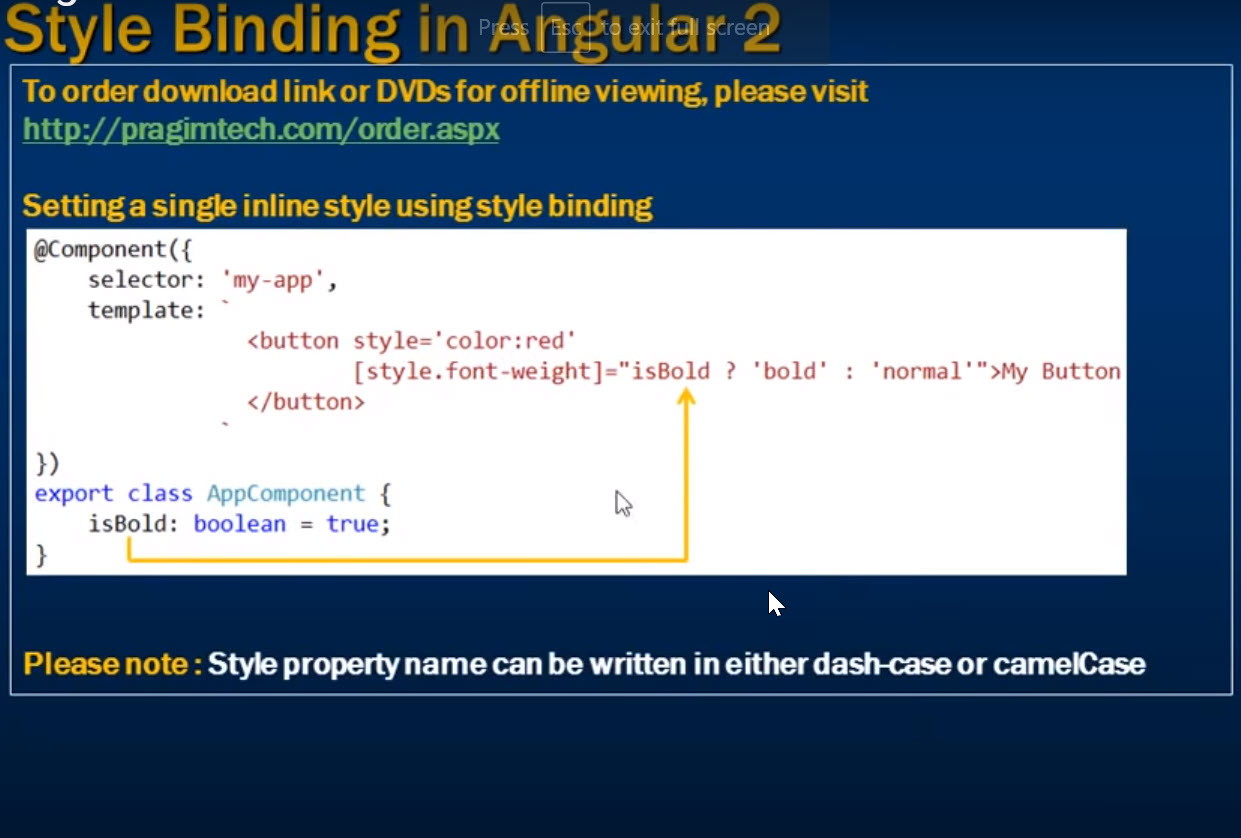 Style Binding in Angular 2
Press Esc to exit full screen
To order download link or DVDs for offline viewing, please visit
http://pragimtech.com/order.aspx
Setting a single inline style using style binding
@Component({
selector: 'my-app',
template: `
<button style='color:red'
[style.font-weight]="isBold ? 'bold' : 'normal'">My Button
</button>
`
})
export class AppComponent {
isBold: boolean = true;
}
Please note : Style property name can be written in either dash-case or camelCase